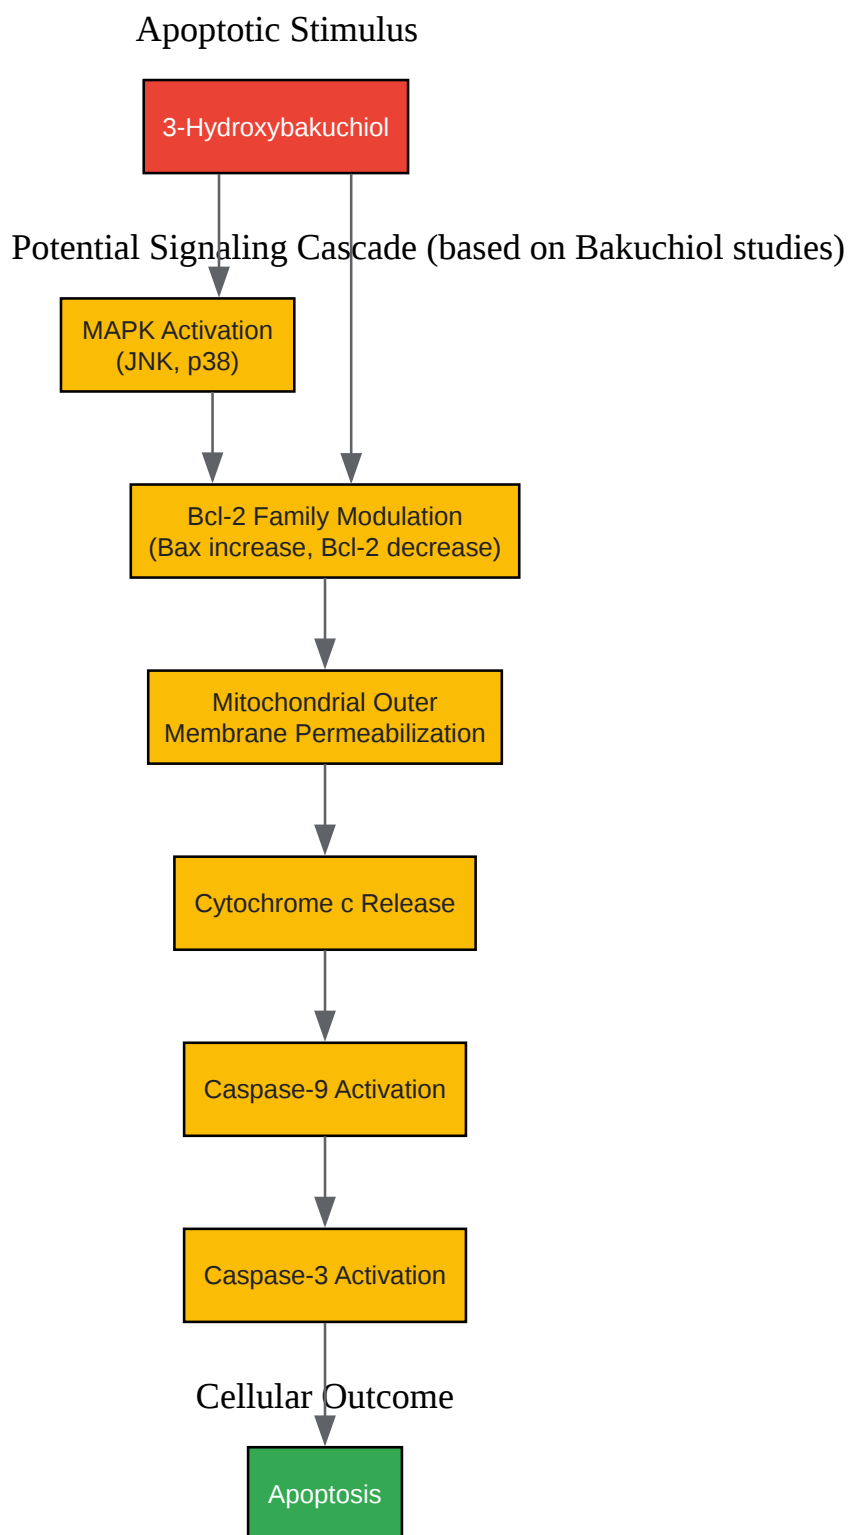 Apoptotic Stimulus
3-Hydroxybakuchiol
Potential Signaling Cascade (based on Bakuchiol studies)
MAPK Activation
(JNK, p38)
Bcl-2 Family Modulation
(Bax increase, Bcl-2 decrease)
Mitochondrial Outer
Membrane Permeabilization
Cytochrome c Release
Caspase-9 Activation
Caspase-3 Activation
Cellular Outcome
Apoptosis